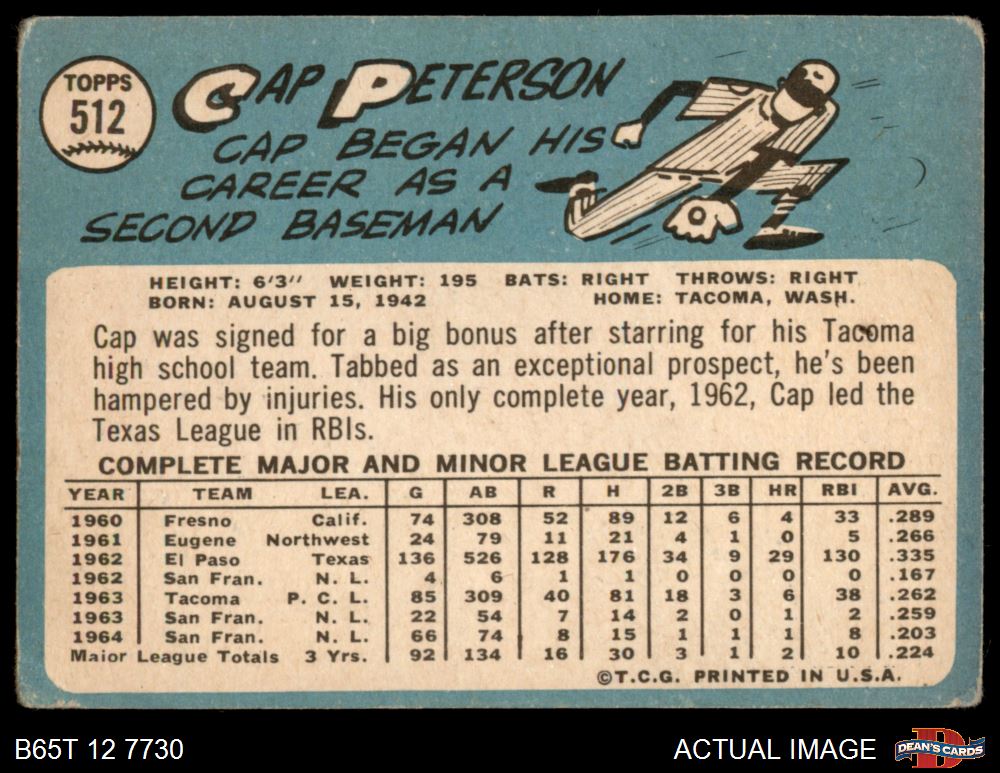 TOPPS
512
CAP PETERSON
CAP BEGAN HIS
CAREER AS A
SECOND BASEMAN
HEIGHT: 6'3" WEIGHT: 195 BATS: RIGHT THROWS: RIGHT
BORN: AUGUST 15, 1942 HOME: TACOMA, WASH.
Cap was signed for a big bonus after starring for his Tacoma
high school team. Tabbed as an exceptional prospect, he's been
hampered by injuries. His only complete year, 1962, Cap led the
Texas League in RBIs.
COMPLETE MAJOR AND MINOR LEAGUE BATTING RECORD
YEAR TEAM LEA. G AB R H 2B 3B HR RBI AVG.
1960 Fresno Calif. 74 308 52 89 12 6 4 33 .289
1961 Eugene Northwest 24 79 11 21 4 1 0 5 .266
1962 El Paso Texas 136 526 128 176 34 9 29 130 .335
1962 San Fran. N. L. 4 6 1 1 0 0 0 0 .167
1963 Tacoma P. C. L. 85 309 40 81 18 3 6 38 .262
1963 San Fran. N. L. 22 54 7 14 2 0 1 2 .259
1964 San Fran. N. L. 66 74 8 15 1 1 1 8 .203
Major League Totals 3 Yrs. 92 134 16 30 3 1 2 10 .224
©T.C.G. PRINTED IN U.S.A.
B65T 12 7730
ACTUAL IMAGE
D
DEAN'S CARDS